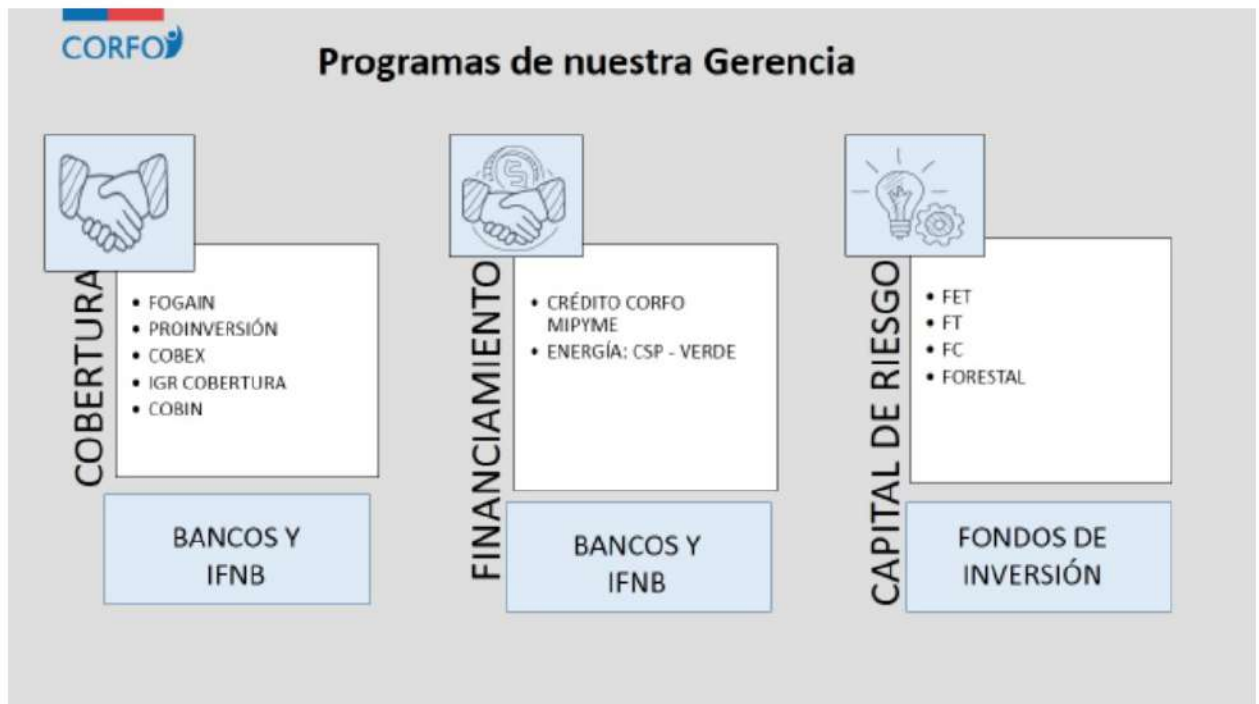 CORFO
Programas de nuestra Gerencia
COBERTURA
• FOGAIN
• PROINVERSIÓN
• COBEX
• IGR COBERTURA
• COBIN
BANCOS Y
IFNB
FINANCIAMIENTO
• CRÉDITO CORFO
MIPYME
• ENERGÍA: CSP - VERDE
BANCOS Y
IFNB
CAPITAL DE RIESGO
• FET
• FT
• FC
• FORESTAL
FONDOS DE
INVERSIÓN